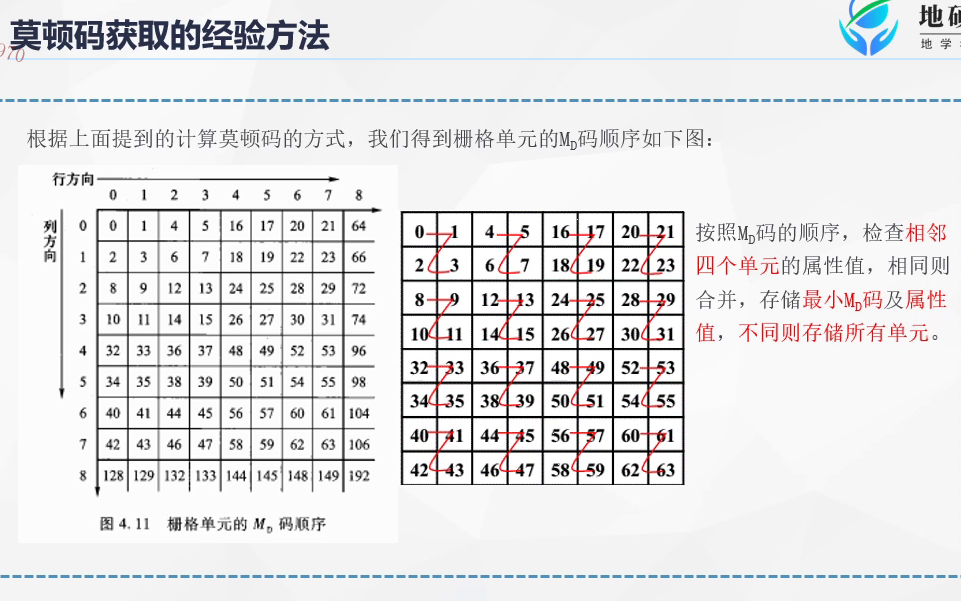 莫顿码获取的经验方法
970
地硕
地学
根据上面提到的计算莫顿码的方式，我们得到栅格单元的MD码顺序如下图：
行方向
0 1 2 3 4 5 6 7 8
列方向
0 0 1 4 5 16 17 20 21 64
1 2 3 6 7 18 19 22 23 66
2 8 9 12 13 24 25 28 29 72
3 10 11 14 15 26 27 30 31 74
4 32 33 36 37 48 49 52 53 96
5 34 35 38 39 50 51 54 55 98
6 40 41 44 45 56 57 60 61 104
7 42 43 46 47 58 59 62 63 106
8 128 129 132 133 144 145 148 149 192
图 4.11 栅格单元的 MD 码顺序
0 1 4 5 16 17 20 21
2 3 6 7 18 19 22 23
8 9 12 13 24 25 28 29
10 11 14 15 26 27 30 31
32 33 36 37 48 49 52 53
34 35 38 39 50 51 54 55
40 41 44 45 56 57 60 61
42 43 46 47 58 59 62 63
按照MD码的顺序，检查相邻
四个单元的属性值，相同则
合并，存储最小MD码及属性
值，不同则存储所有单元。